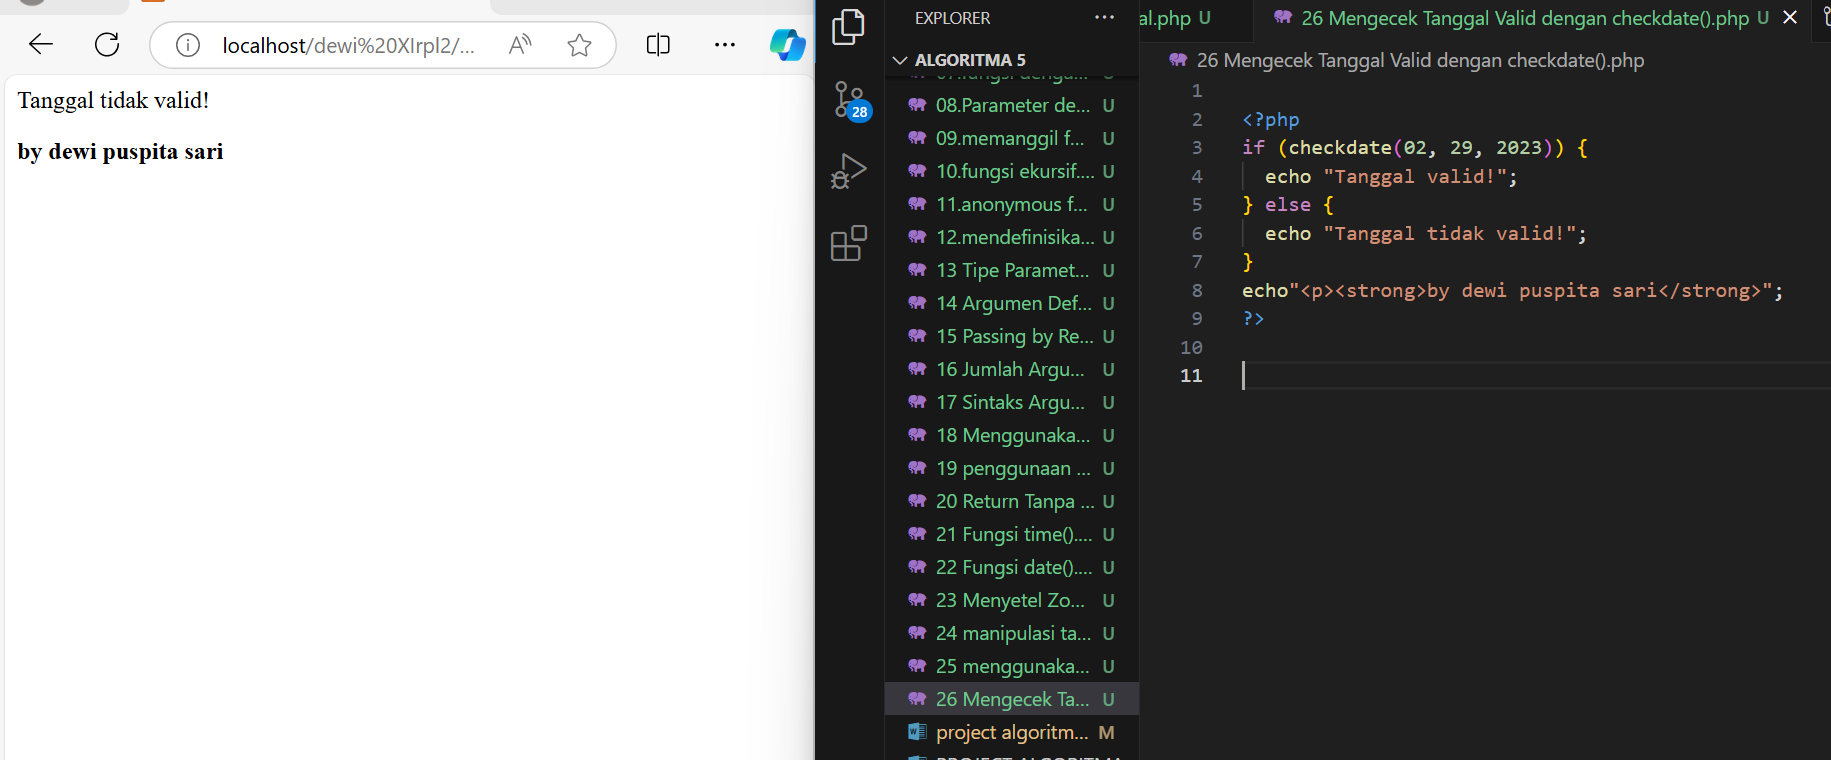 localhost/dewi%20XIrpl2/...
Tanggal tidak valid!
by dewi puspita sari
28
EXPLORER
ALGORITMA 5
07.fungsi denga...
08.Parameter de... U
09.memanggil f... U
10.fungsi ekursif.... U
11.anonymous f... U
12.mendefinisika... U
13 Tipe Paramet... U
14 Argumen Def... U
15 Passing by Re... U
16 Jumlah Argu... U
17 Sintaks Argu... U
18 Menggunaka... U
19 penggunaan ... U
20 Return Tanpa ... U
21 Fungsi time().... U
22 Fungsi date().... U
23 Menyetel Zo... U
24 manipulasi ta... U
25 menggunaka... U
26 Mengecek Ta... U
project algoritm... M
PROJECT ALGORITMA
al.php U
26 Mengecek Tanggal Valid dengan checkdate().php U
26 Mengecek Tanggal Valid dengan checkdate().php
1
2 <?php
3 if (checkdate(02, 29, 2023)) {
4 echo "Tanggal valid!";
5 } else {
6 echo "Tanggal tidak valid!";
7 }
8 echo"<p><strong>by dewi puspita sari</strong>";
9 ?>
10
11